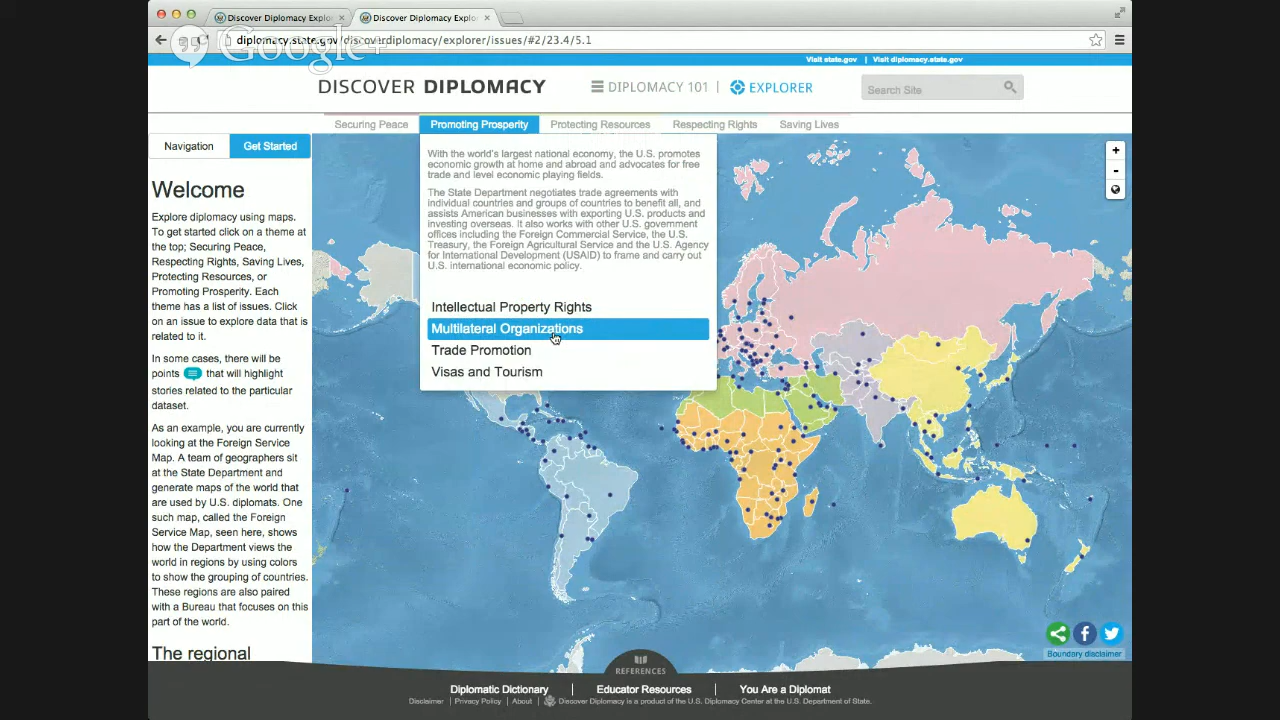 Discover Diplomacy Explo
Discover Diplomacy Explo
diplomacy.state.gov/discoverdiplomacy/explorer/issues/#2/23.4/5.1
Google+
Visit state.gov | Visit diplomacy.state.gov
DISCOVER DIPLOMACY
DIPLOMACY 101 | EXPLORER
Search Site
Securing Peace
Promoting Prosperity
Protecting Resources
Respecting Rights
Saving Lives
Navigation
Get Started
Welcome
Explore diplomacy using maps.
To get started click on a theme at
the top; Securing Peace,
Respecting Rights, Saving Lives,
Protecting Resources, or
Promoting Prosperity. Each
theme has a list of issues. Click
on an issue to explore data that is
related to it.
In some cases, there will be
points that will highlight
stories related to the particular
dataset.
As an example, you are currently
looking at the Foreign Service
Map. A team of geographers sit
at the State Department and
generate maps of the world that
are used by U.S. diplomats. One
such map, called the Foreign
Service Map, seen here, shows
how the Department views the
world in regions by using colors
to show the grouping of countries.
These regions are also paired
with a Bureau that focuses on this
part of the world.
The regional
With the world's largest national economy, the U.S. promotes
economic growth at home and abroad and advocates for free
trade and level economic playing fields.
The State Department negotiates trade agreements with
individual countries and groups of countries to benefit all, and
assists American businesses with exporting U.S. products and
investing overseas. It also works with other U.S. government
offices including the Foreign Commercial Service, the U.S.
Treasury, the Foreign Agricultural Service and the U.S. Agency
for International Development (USAID) to frame and carry out
U.S. international economic policy.
Intellectual Property Rights
Multilateral Organizations
Trade Promotion
Visas and Tourism
+
-
Boundary disclaimer
REFERENCES
Diplomatic Dictionary | Educator Resources | You Are a Diplomat
Disclaimer | Privacy Policy | About | Discover Diplomacy is a product of the U.S. Diplomacy Center at the U.S. Department of State.